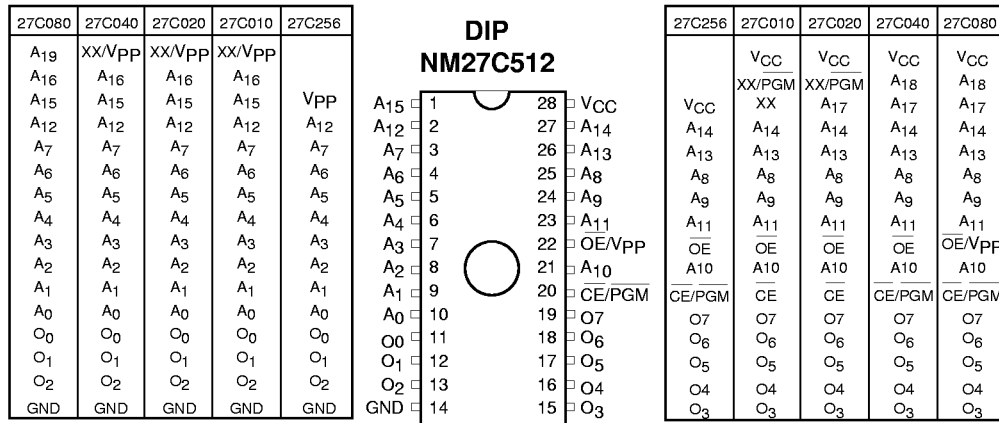 27C080 27C040 27C020 27C010 27C256
A19 XX/VPP XX/VPP XX/VPP
A16 A16 A16 A16
A15 A15 A15 A15 VPP
A12 A12 A12 A12 A12
A7 A7 A7 A7 A7
A6 A6 A6 A6 A6
A5 A5 A5 A5 A5
A4 A4 A4 A4 A4
A3 A3 A3 A3 A3
A2 A2 A2 A2 A2
A1 A1 A1 A1 A1
A0 A0 A0 A0 A0
O0 O0 O0 O0 O0
O1 O1 O1 O1 O1
O2 O2 O2 O2 O2
GND GND GND GND GND
DIP
NM27C512
A15 1 28 VCC
A12 2 27 A14
A7 3 26 A13
A6 4 25 A8
A5 5 24 A9
A4 6 23 A11
A3 7 22 OE/VPP
A2 8 21 A10
A1 9 20 CE/PGM
A0 10 19 O7
O0 11 18 O6
O1 12 17 O5
O2 13 16 O4
GND 14 15 O3
27C256 27C010 27C020 27C040 27C080
VCC VCC VCC VCC
XX/PGM XX/PGM A18 A18
VCC XX A17 A17 A17
A14 A14 A14 A14 A14
A13 A13 A13 A13 A13
A8 A8 A8 A8 A8
A9 A9 A9 A9 A9
A11 A11 A11 A11 A11
OE OE OE OE OE/VPP
A10 A10 A10 A10 A10
CE/PGM CE CE CE/PGM CE/PGM
O7 O7 O7 O7 O7
O6 O6 O6 O6 O6
O5 O5 O5 O5 O5
O4 O4 O4 O4 O4
O3 O3 O3 O3 O3